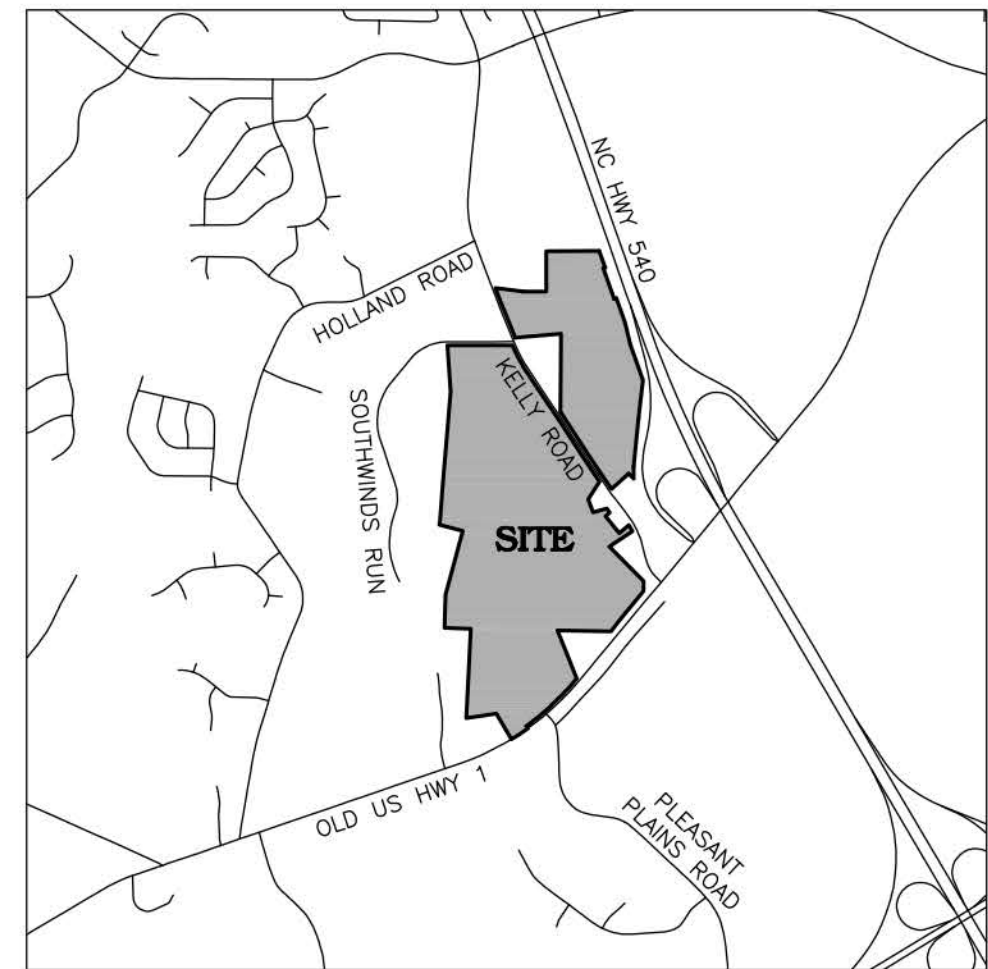 NC HWY 540
HOLLAND ROAD
KELLY ROAD
SOUTHWINDS RUN
SITE
OLD US HWY 1
PLEASANT
PLAINS ROAD